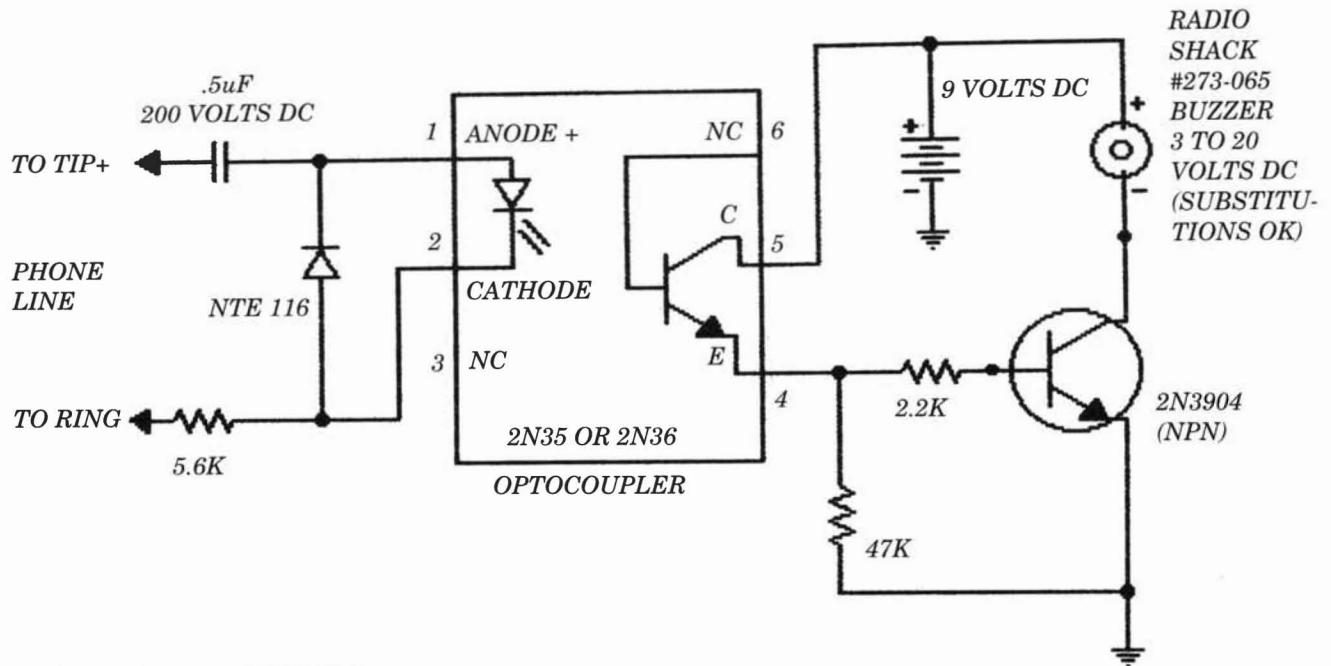 .5uF
200 VOLTS DC
TO TIP+
PHONE
LINE
NTE 116
TO RING
5.6K
1
ANODE +
NC
6
2
C
5
CATHODE
3
NC
E
4
2N35 OR 2N36
OPTOCOUPLER
9 VOLTS DC
+
-
RADIO
SHACK
#273-065
BUZZER
3 TO 20
VOLTS DC
(SUBSTITU-
TIONS OK)
+
-
2.2K
2N3904
(NPN)
47K